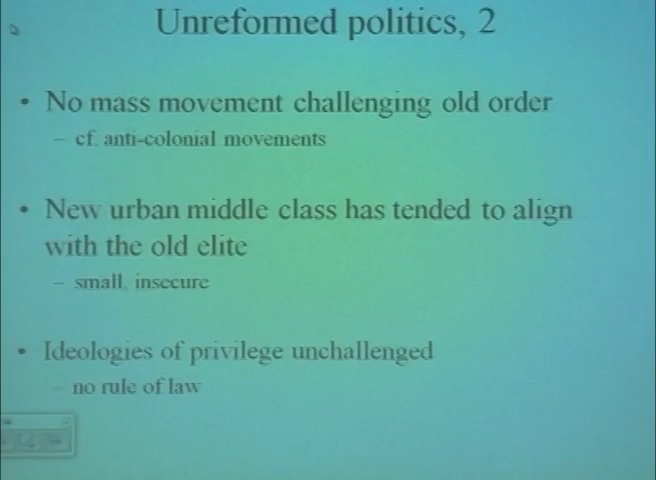 Unreformed politics, 2
• No mass movement challenging old order
– cf. anti-colonial movements
• New urban middle class has tended to align
with the old elite
– small, insecure
• Ideologies of privilege unchallenged
– no rule of law